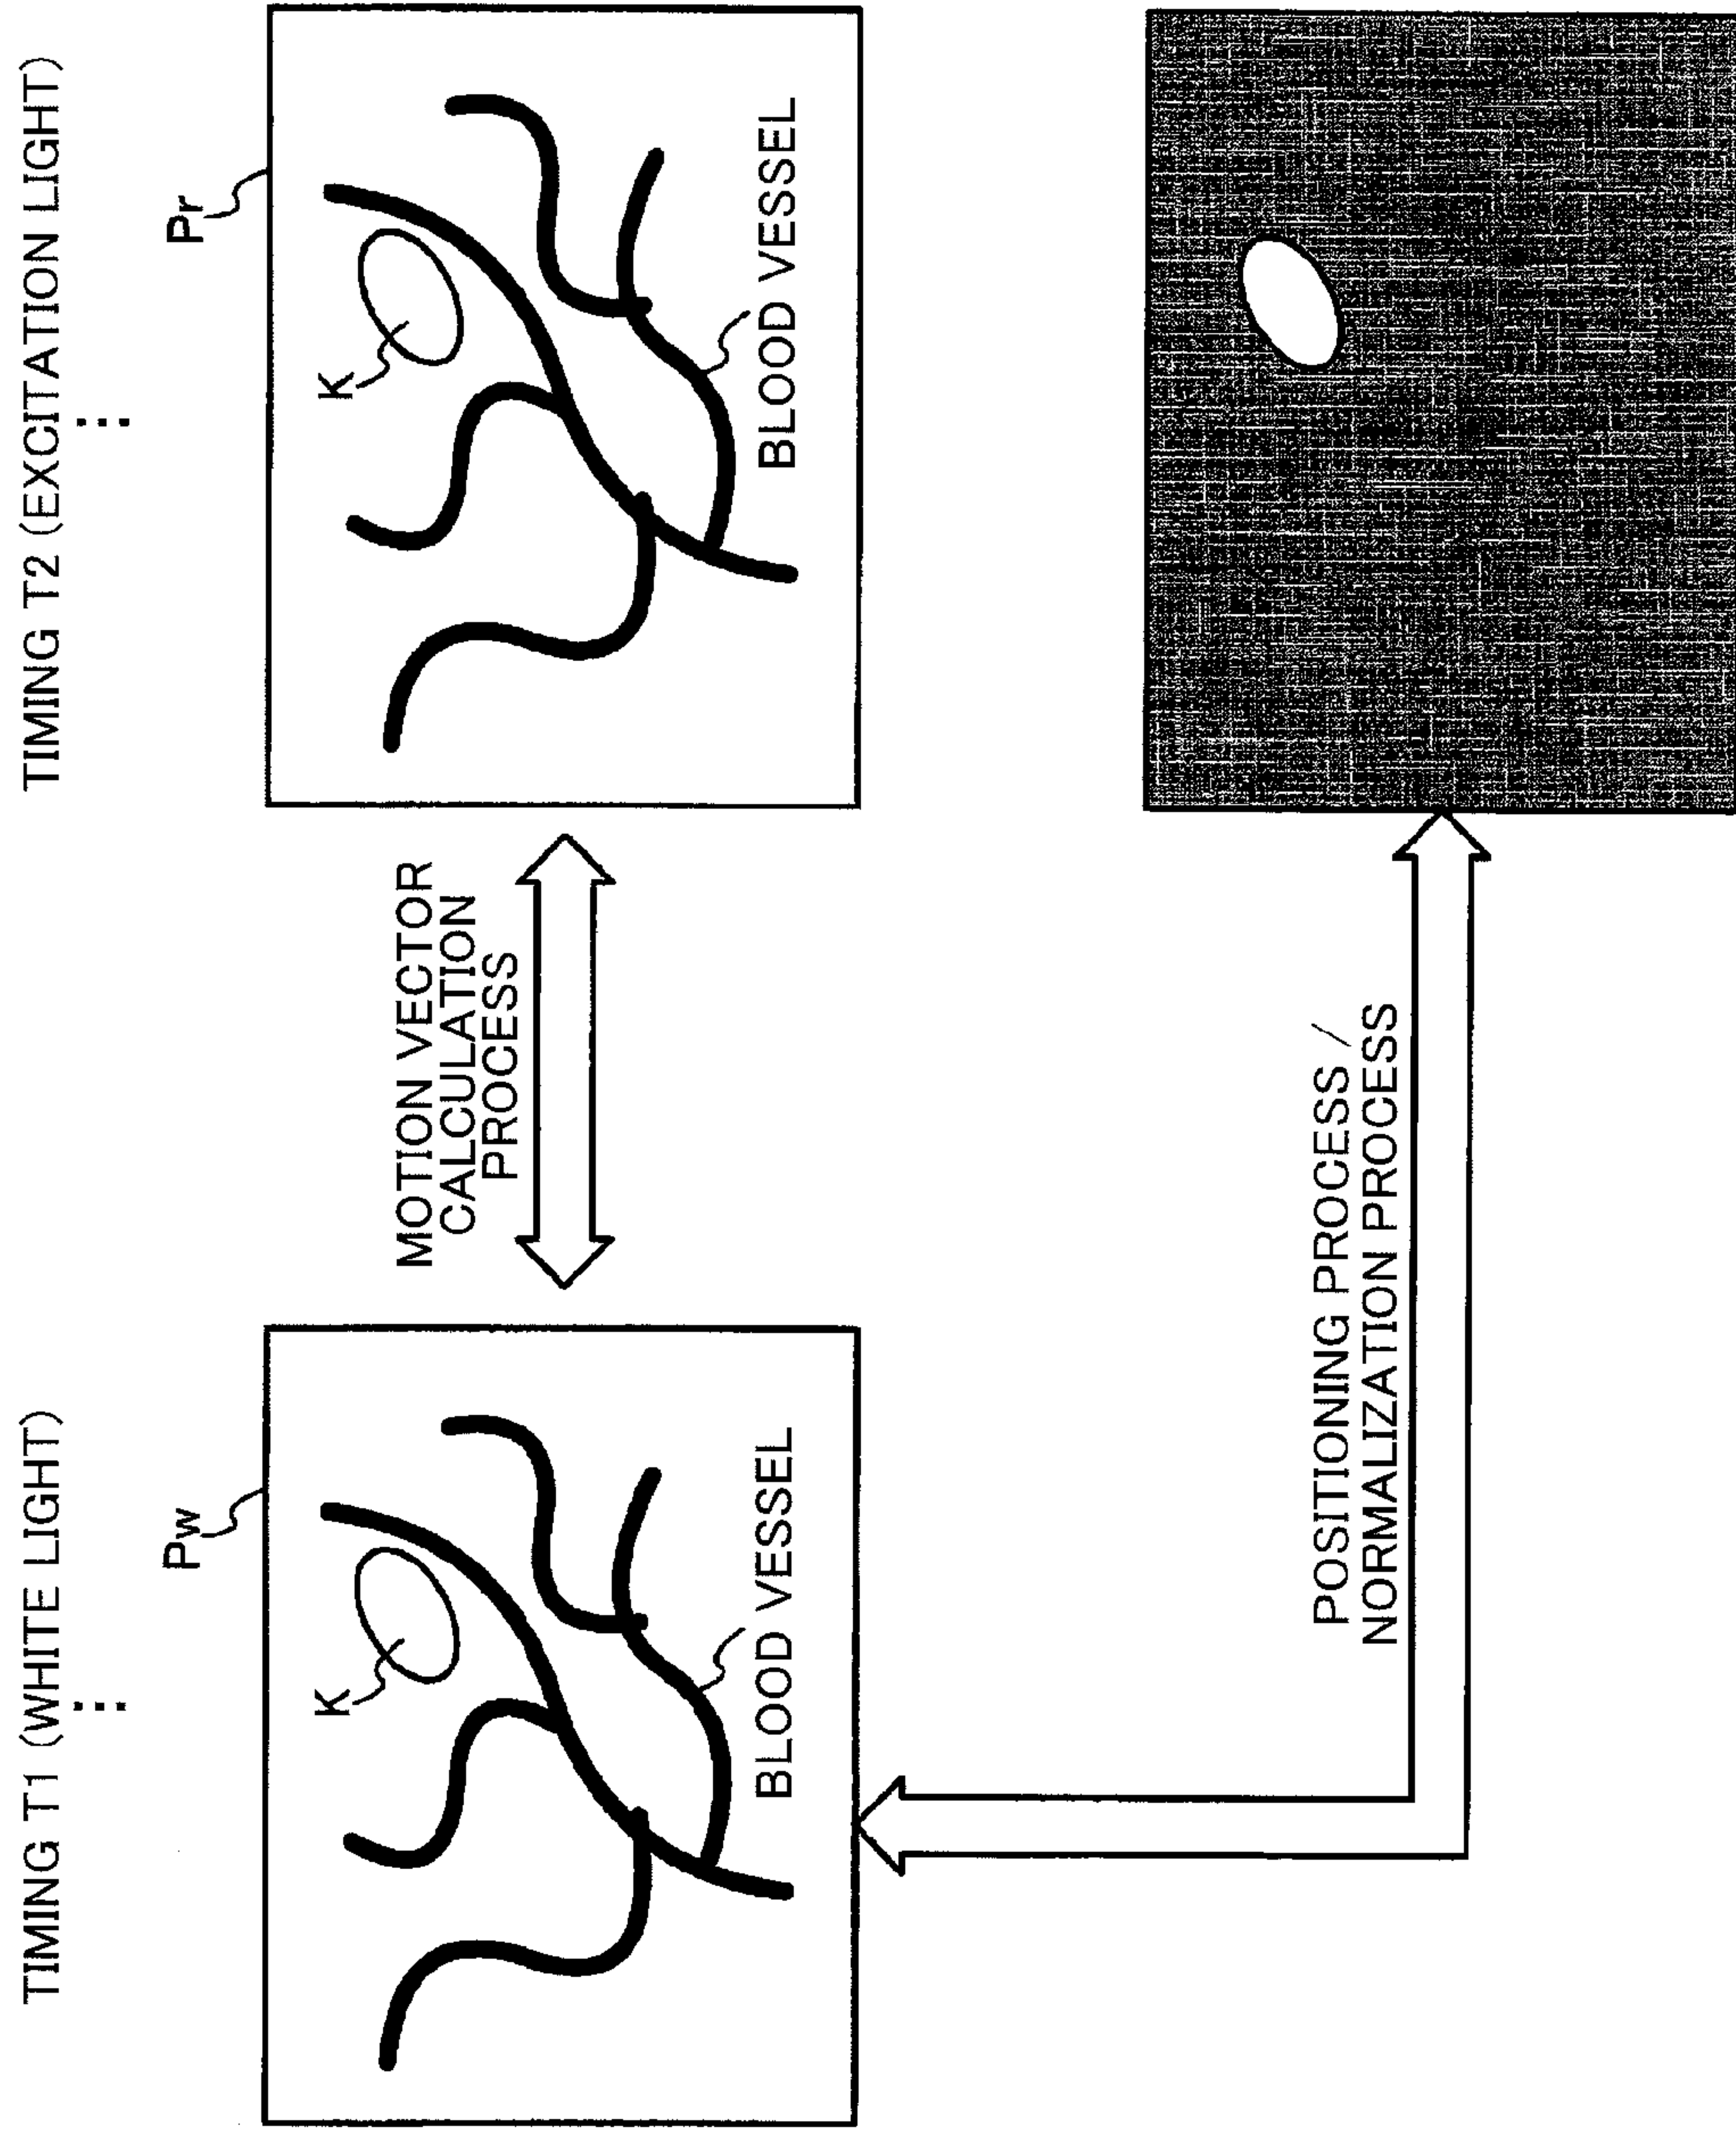 TIMING T1 (WHITE LIGHT)
TIMING T2 (EXCITATION LIGHT)
Pw
K
BLOOD VESSEL
MOTION VECTOR
CALCULATION
PROCESS
Pr
K
BLOOD VESSEL
POSITIONING PROCESS /
NORMALIZATION PROCESS